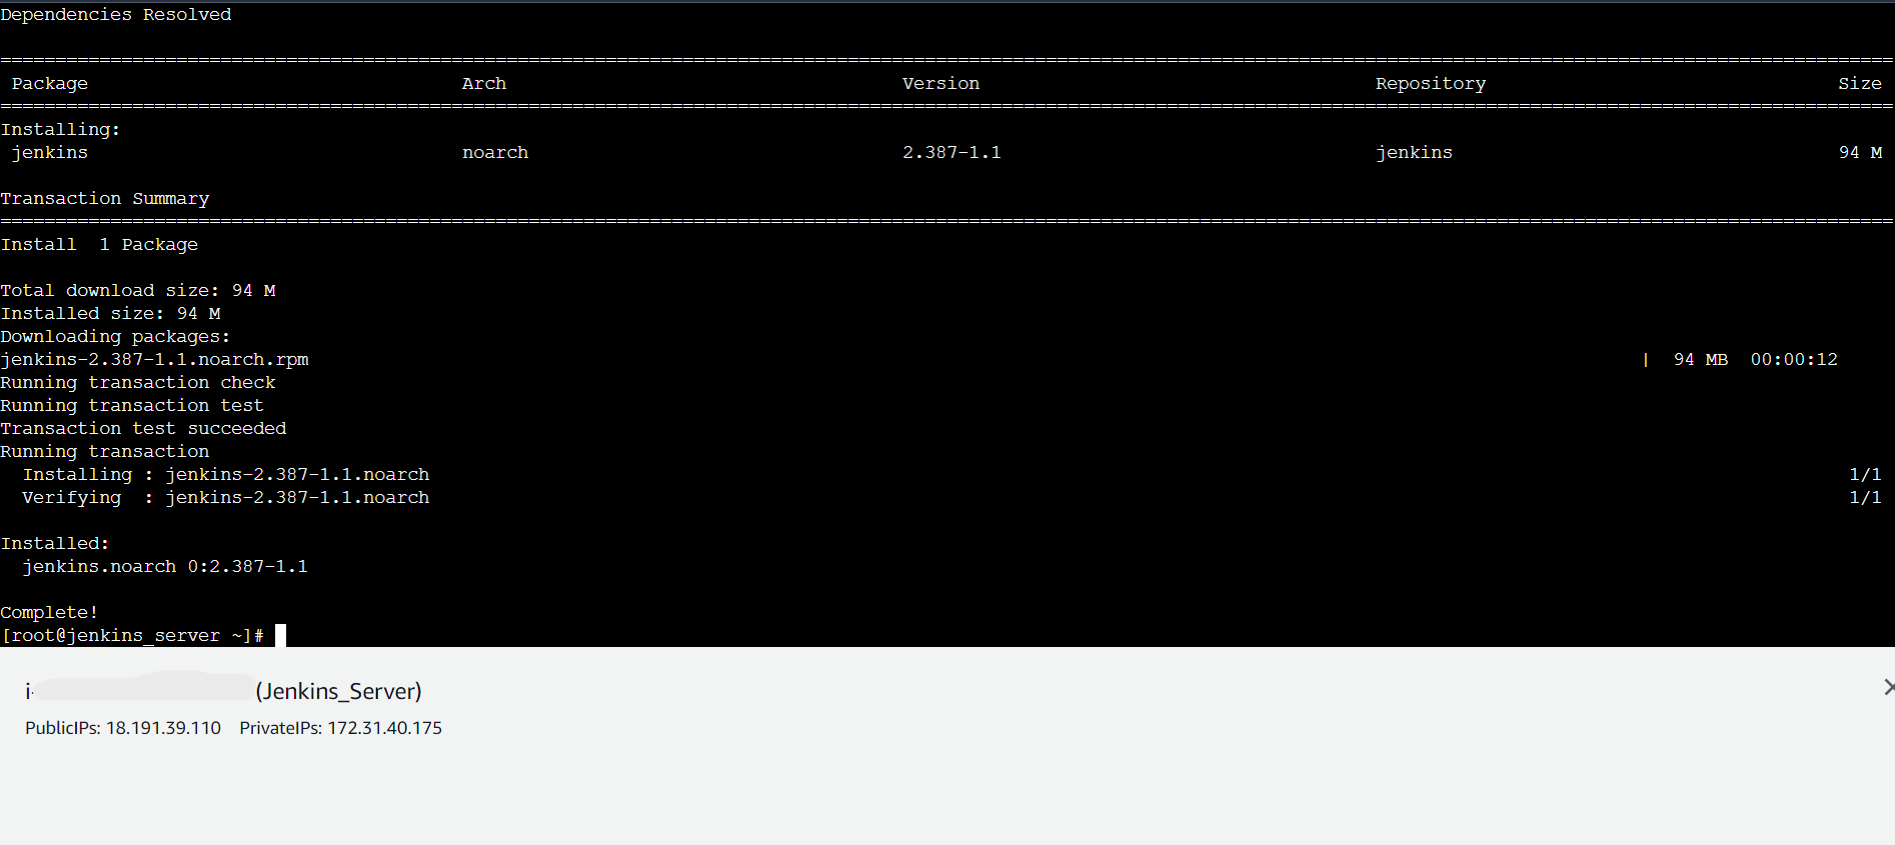 Dependencies Resolved
================================================================================
Package Arch Version Repository Size
================================================================================
Installing:
jenkins noarch 2.387-1.1 jenkins 94 M
Transaction Summary
================================================================================
Install 1 Package
Total download size: 94 M
Installed size: 94 M
Downloading packages:
jenkins-2.387-1.1.noarch.rpm | 94 MB 00:00:12
Running transaction check
Running transaction test
Transaction test succeeded
Running transaction
Installing : jenkins-2.387-1.1.noarch 1/1
Verifying : jenkins-2.387-1.1.noarch 1/1
Installed:
jenkins.noarch 0:2.387-1.1
Complete!
[root@jenkins_server ~]#
i- (Jenkins_Server)
PublicIPs: 18.191.39.110 PrivateIPs: 172.31.40.175